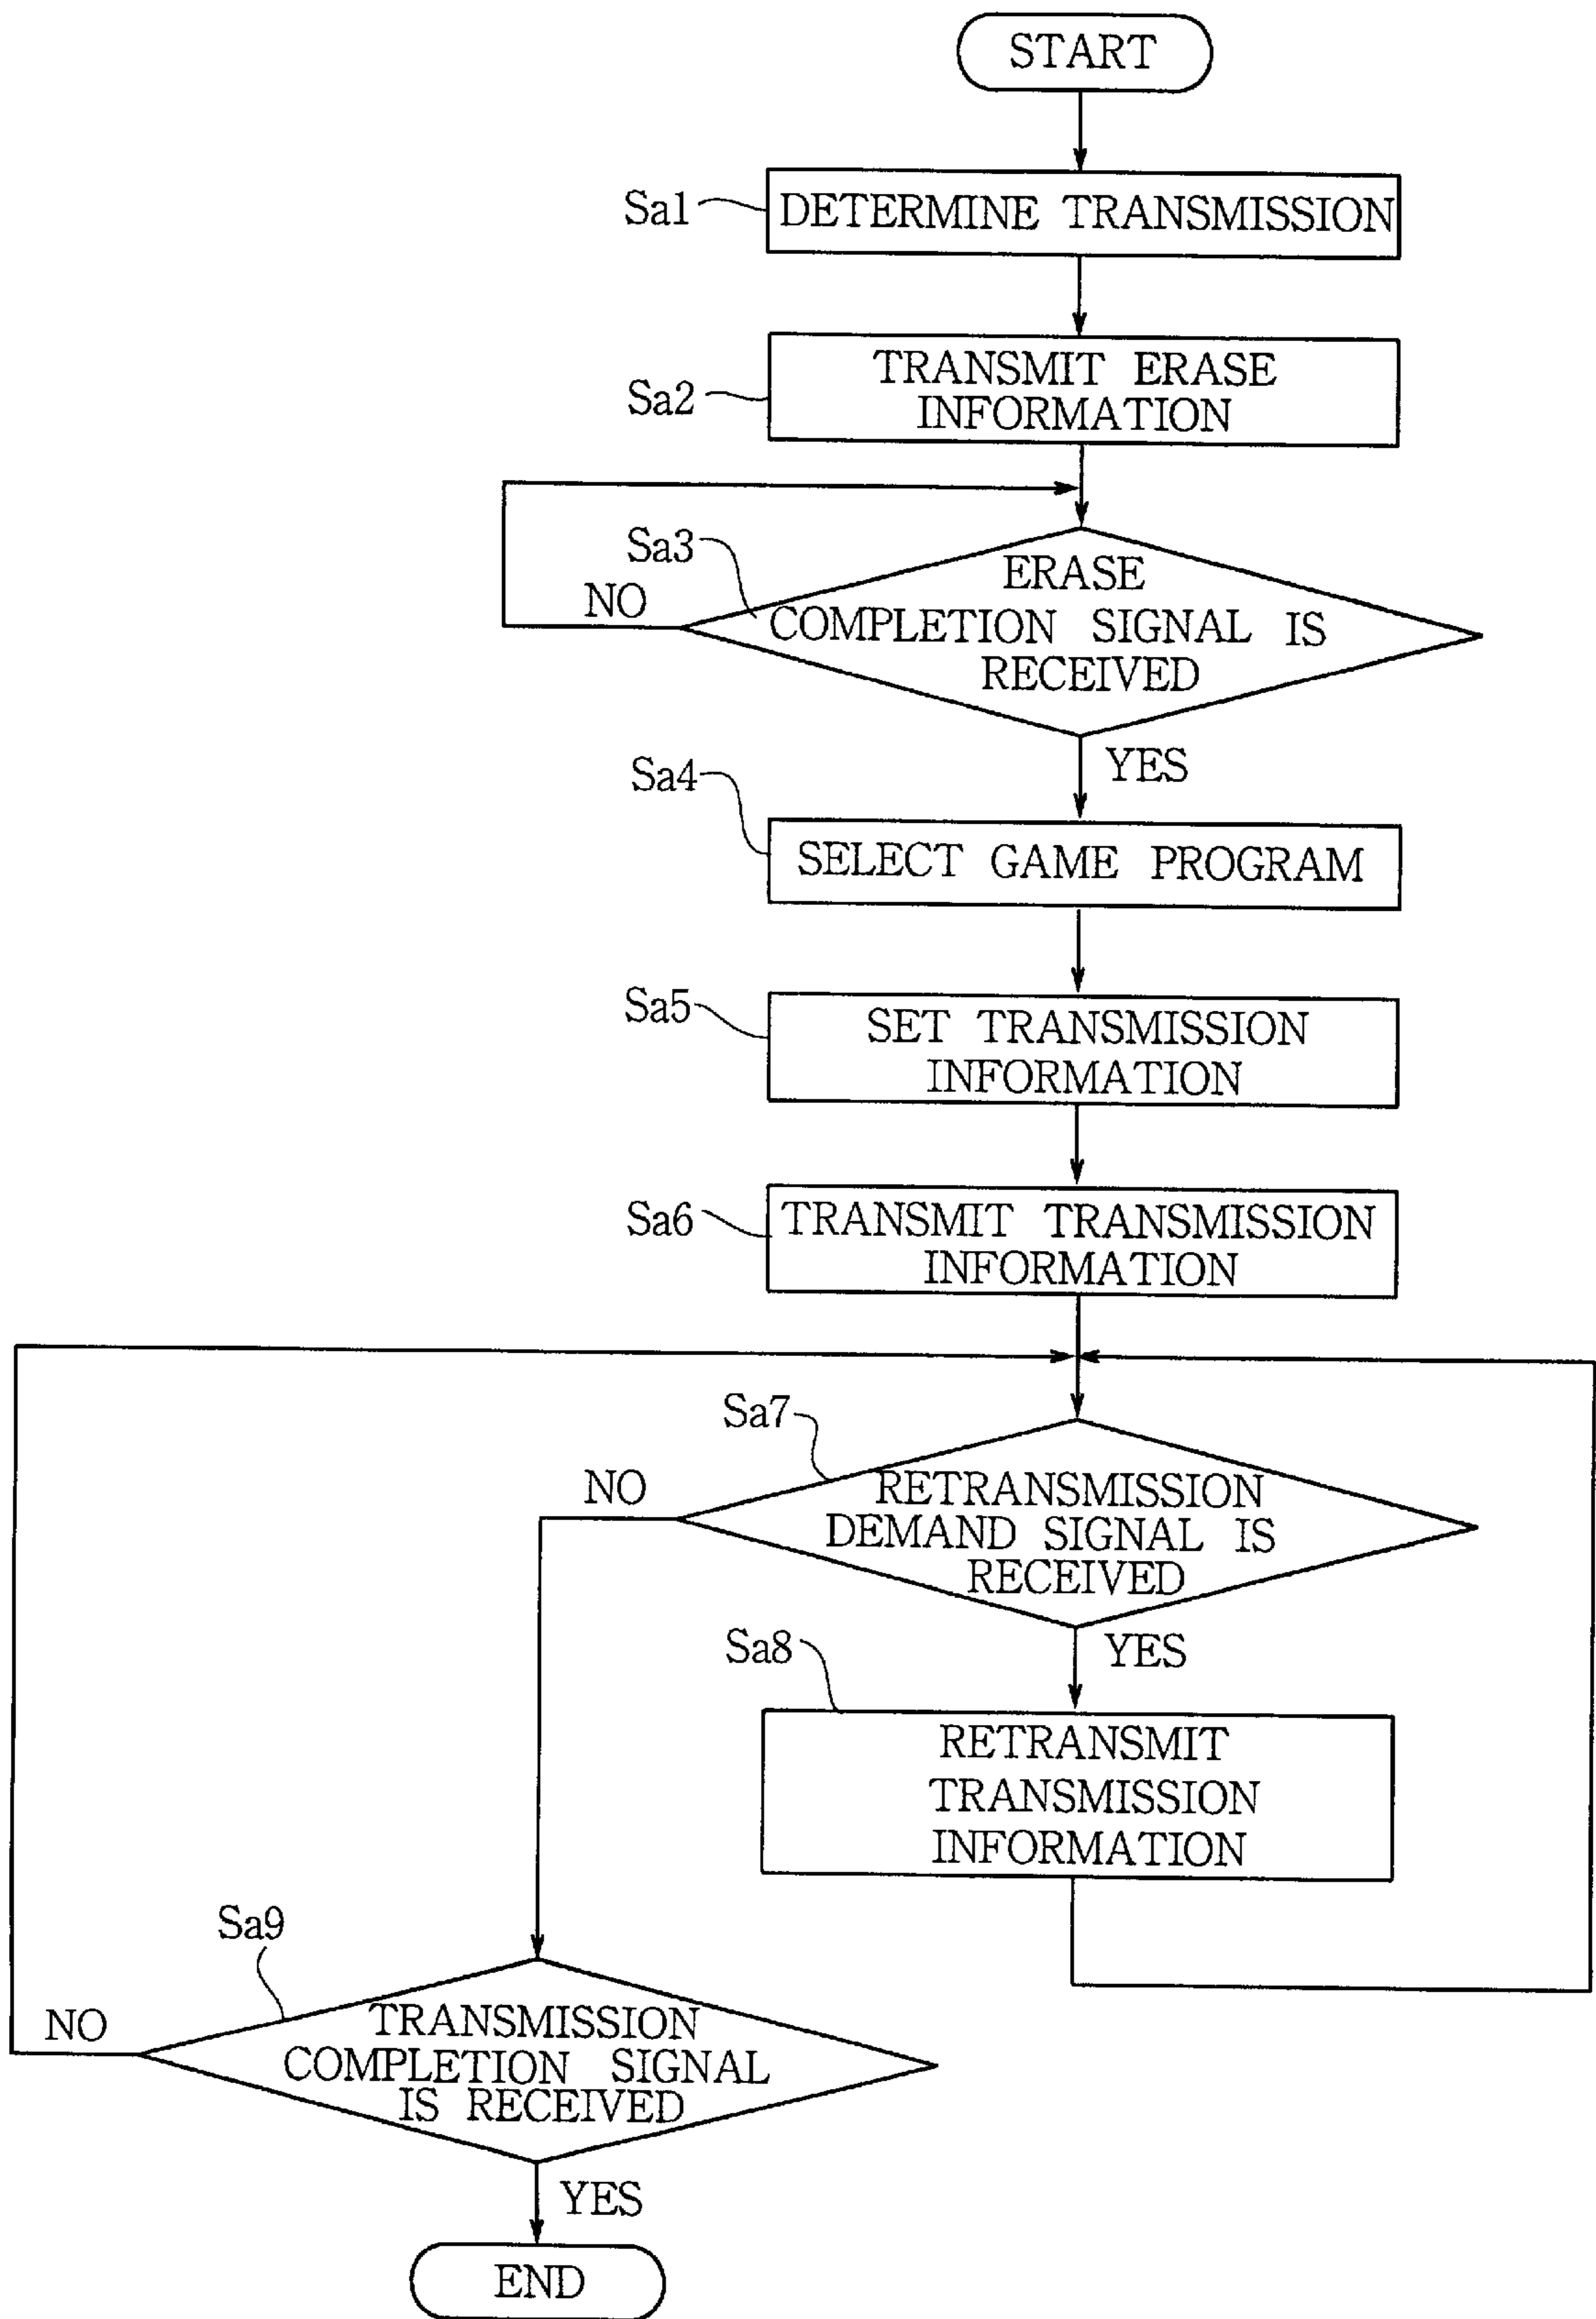 START
Sa1
DETERMINE TRANSMISSION
Sa2
TRANSMIT ERASE
INFORMATION
Sa3
NO
ERASE
COMPLETION SIGNAL IS
RECEIVED
YES
Sa4
SELECT GAME PROGRAM
Sa5
SET TRANSMISSION
INFORMATION
Sa6
TRANSMIT TRANSMISSION
INFORMATION
Sa7
NO
RETRANSMISSION
DEMAND SIGNAL IS
RECEIVED
YES
Sa8
RETRANSMIT
TRANSMISSION
INFORMATION
Sa9
NO
TRANSMISSION
COMPLETION SIGNAL
IS RECEIVED
YES
END